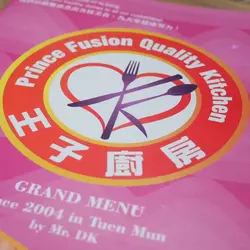 Prince Fusion Quality Kitchen
王子廚房
GRAND MENU
ce 2004 in Tuen Mun
by Mr. DK